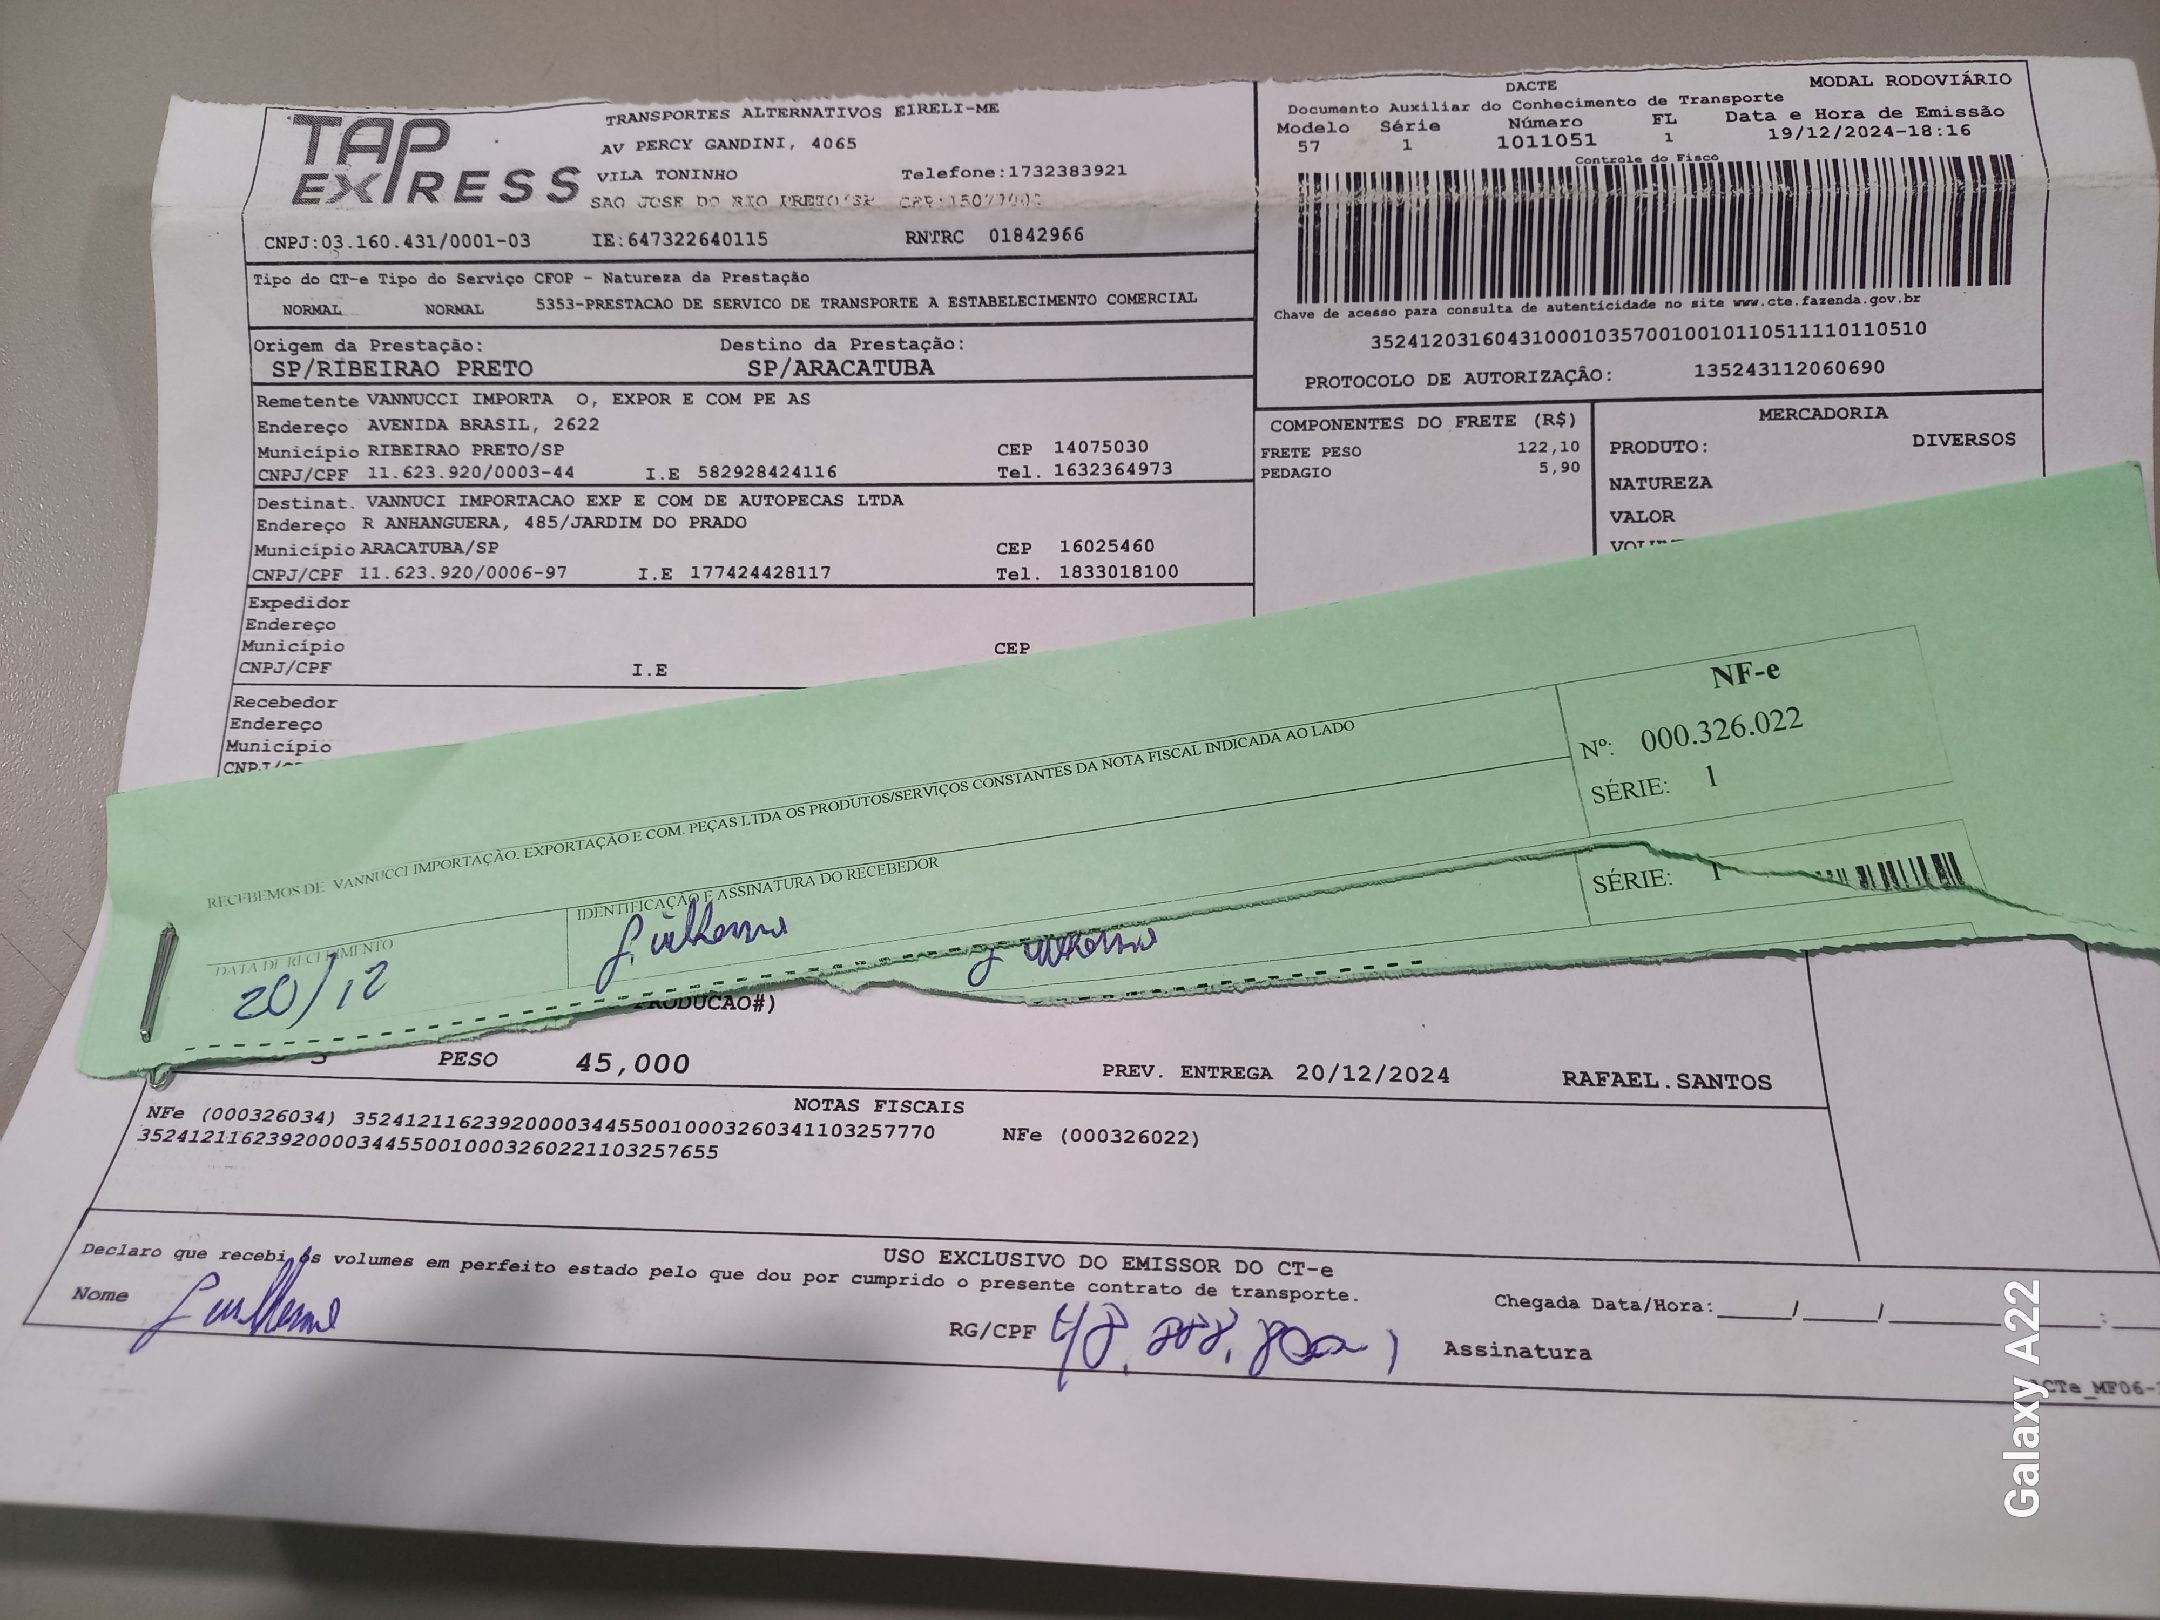 TAP EXPRESS
TRANSPORTES ALTERNATIVOS EIRELI-ME
AV PERCY GANDINI, 4065
VILA TONINHO Telefone:1732383921
SAO JOSE DO RIO PRETO/SP
CNPJ:03.160.431/0001-03 IE:647322640115 RNTRC 01842966
DACTE MODAL RODOVIÁRIO
Documento Auxiliar do Conhecimento de Transporte
Modelo Série Número FL Data e Hora de Emissão
57 1 1011051 1 19/12/2024-18:16
Controle do Fisco
Chave de acesso para consulta de autenticidade no site www.cte.fazenda.gov.br
35241203160431000103570010010110511110110510
PROTOCOLO DE AUTORIZAÇÂO: 135243112060690
Tipo do CT-e Tipo do Serviço CFOP - Natureza da Prestação
NORMAL NORMAL 5353-PRESTACAO DE SERVICO DE TRANSPORTE A ESTABELECIMENTO COMERCIAL
Origem da Prestação: Destino da Prestação:
SP/RIBEIRAO PRETO SP/ARACATUBA
Remetente VANNUCCI IMPORTA O, EXPOR E COM PE AS
Endereço AVENIDA BRASIL, 2622
Município RIBEIRAO PRETO/SP CEP 14075030
CNPJ/CPF 11.623.920/0003-44 I.E 582928424116 Tel. 1632364973
Destinat. VANNUCI IMPORTACAO EXP E COM DE AUTOPECAS LTDA
Endereço R ANHANGUERA, 485/JARDIM DO PRADO
Município ARACATUBA/SP CEP 16025460
CNPJ/CPF 11.623.920/0006-97 I.E 177424428117 Tel. 1833018100
Expedidor
Endereço
Município CEP
CNPJ/CPF I.E
Recebedor
Endereço
Município
COMPONENTES DO FRETE (R$)
FRETE PESO 122,10
PEDAGIO 5,90
MERCADORIA
PRODUTO: DIVERSOS
NATUREZA
VALOR
RECEBEMOS DE VANNUCCI IMPORTAÇÃO. EXPORTAÇÃO E COM. PEÇAS LTDA OS PRODUTOS/SERVIÇOS CONSTANTES DA NOTA FISCAL INDICADA AO LADO
NF-e
Nº: 000.326.022
SÉRIE: 1
DATA DE RECEBIMENTO
20/12
IDENTIFICAÇÃO E ASSINATURA DO RECEBEDOR
Guilherme
Guilherme
SÉRIE: 1
PRODUCAO#)
PESO 45,000 PREV. ENTREGA 20/12/2024 RAFAEL.SANTOS
NOTAS FISCAIS
NFe (000326034) 35241211623920000344550010003260341103257770 NFe (000326022)
35241211623920000344550010003260221103257655
USO EXCLUSIVO DO EMISSOR DO CT-e
Declaro que recebi os volumes em perfeito estado pelo que dou por cumprido o presente contrato de transporte.
Nome Guilherme RG/CPF Assinatura
Chegada Data/Hora:_____/_____/_______:
Galaxy A22